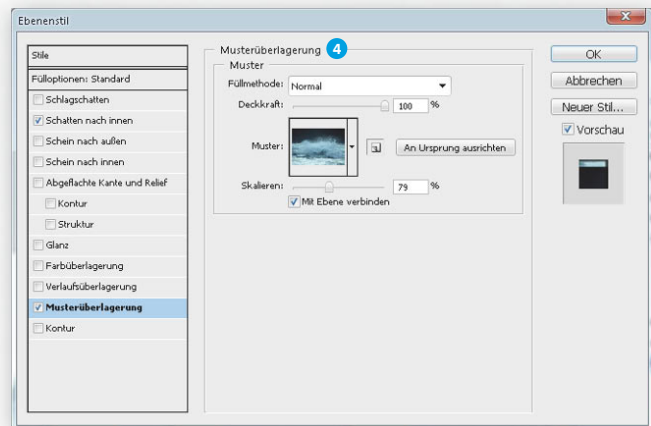 Ebenenstil
Stile
Fülloptionen: Standard
Schlagschatten
Schatten nach innen
Schein nach außen
Schein nach innen
Abgeflachte Kante und Relief
Kontur
Struktur
Glanz
Farbüberlagerung
Verlaufsüberlagerung
Musterüberlagerung
Kontur
Musterüberlagerung 4
Muster
Füllmethode: Normal
Deckkraft: 100 %
Muster: An Ursprung ausrichten
Skalieren: 79 %
Mit Ebene verbinden
OK
Abbrechen
Neuer Stil...
Vorschau